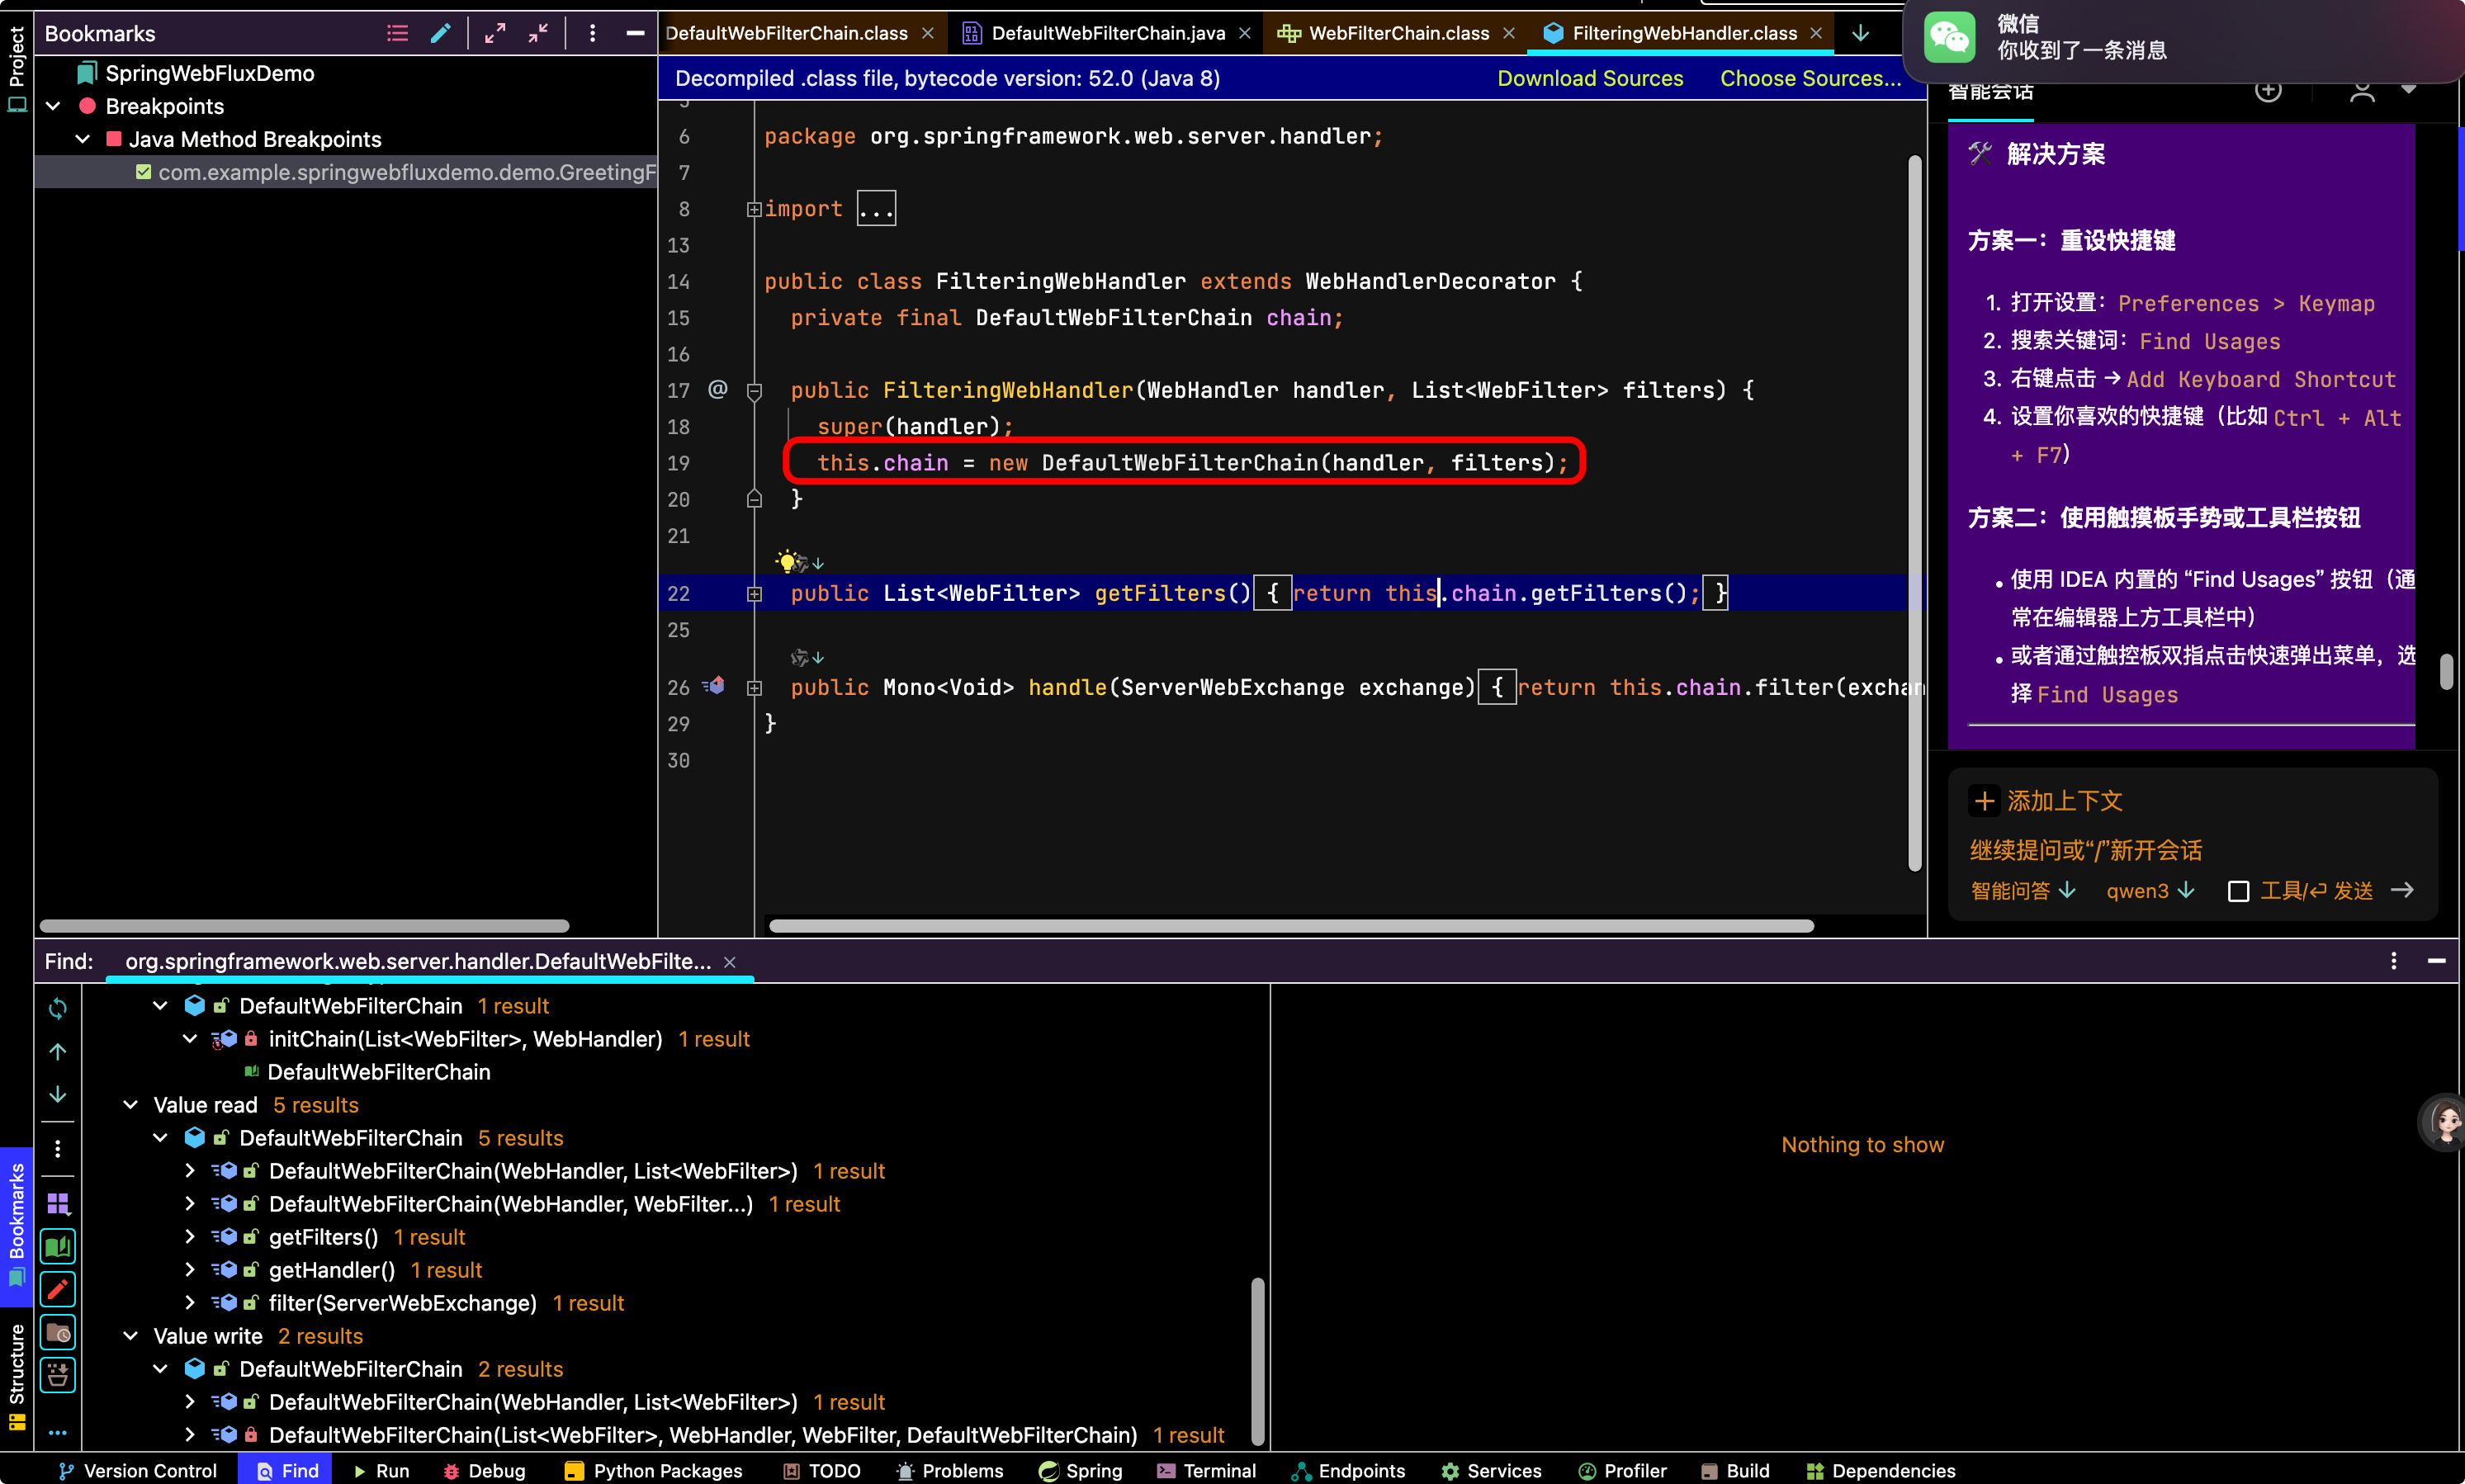 Project
Bookmarks
SpringWebFluxDemo
Breakpoints
Java Method Breakpoints
com.example.springwebfluxdemo.demo.GreetingF
DefaultWebFilterChain.class
DefaultWebFilterChain.java
WebFilterChain.class
FilteringWebHandler.class
微信
你收到了一条消息
Decompiled .class file, bytecode version: 52.0 (Java 8)
Download Sources
Choose Sources...
6 package org.springframework.web.server.handler;
7
8 import ...
13
14 public class FilteringWebHandler extends WebHandlerDecorator {
15 private final DefaultWebFilterChain chain;
16
17 @ public FilteringWebHandler(WebHandler handler, List<WebFilter> filters) {
18 super(handler);
19 this.chain = new DefaultWebFilterChain(handler, filters);
20 }
21
22 public List<WebFilter> getFilters() { return this.chain.getFilters(); }
25
26 public Mono<Void> handle(ServerWebExchange exchange) { return this.chain.filter(exchan
29 }
30
智能会话
🛠 解决方案
方案一：重设快捷键
1. 打开设置：Preferences > Keymap
2. 搜索关键词：Find Usages
3. 右键点击 → Add Keyboard Shortcut
4. 设置你喜欢的快捷键（比如 Ctrl + Alt
+ F7）
方案二：使用触摸板手势或工具栏按钮
• 使用 IDEA 内置的 “Find Usages” 按钮（通
常在编辑器上方工具栏中）
• 或者通过触控板双指点击快速弹出菜单，选
择 Find Usages
添加上下文
继续提问或“/”新开会话
智能问答 ↓ qwen3 ↓ 工具/⏎ 发送 →
Find: org.springframework.web.server.handler.DefaultWebFilte...
DefaultWebFilterChain 1 result
initChain(List<WebFilter>, WebHandler) 1 result
DefaultWebFilterChain
Value read 5 results
DefaultWebFilterChain 5 results
DefaultWebFilterChain(WebHandler, List<WebFilter>) 1 result
DefaultWebFilterChain(WebHandler, WebFilter...) 1 result
getFilters() 1 result
getHandler() 1 result
filter(ServerWebExchange) 1 result
Value write 2 results
DefaultWebFilterChain 2 results
DefaultWebFilterChain(WebHandler, List<WebFilter>) 1 result
DefaultWebFilterChain(List<WebFilter>, WebHandler, WebFilter, DefaultWebFilterChain) 1 result
Nothing to show
Bookmarks
Structure
Version Control
Find
Run
Debug
Python Packages
TODO
Problems
Spring
Terminal
Endpoints
Services
Profiler
Build
Dependencies